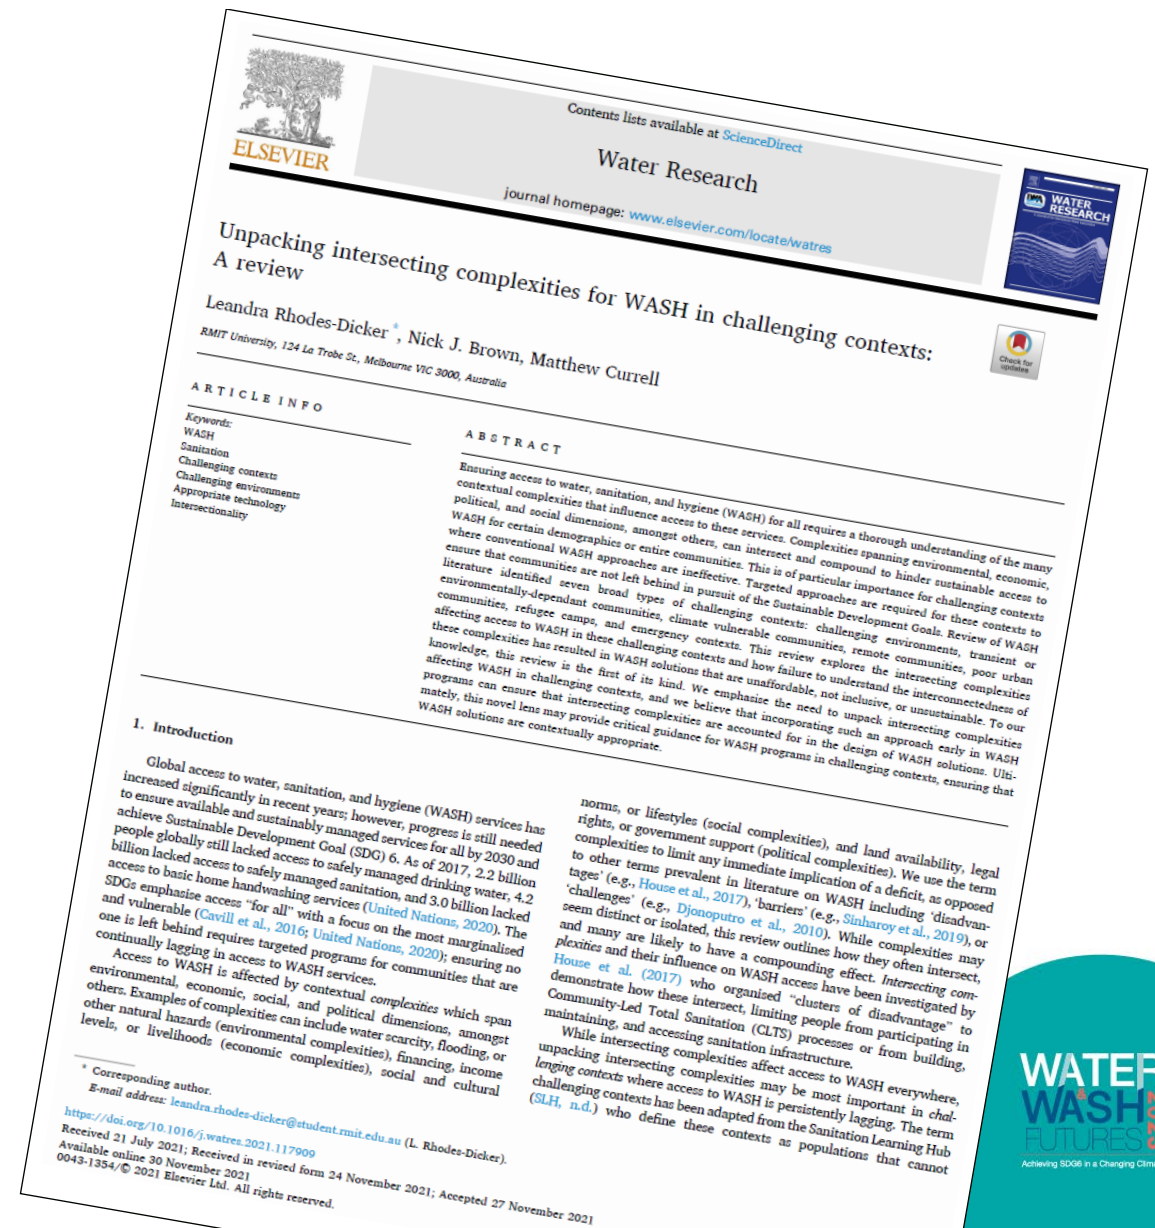 Contents lists available at ScienceDirect
Water Research
journal homepage: www.elsevier.com/locate/watres
ELSEVIER
WATER
RESEARCH
Unpacking intersecting complexities for WASH in challenging contexts:
A review
Check for
updates
Leandra Rhodes-Dicker *, Nick J. Brown, Matthew Currell
RMIT University, 124 La Trobe St., Melbourne VIC 3000, Australia
ARTICLE INFO
Keywords:
WASH
Sanitation
Challenging contexts
Challenging environments
Appropriate technology
Intersectionality
ABSTRACT
Ensuring access to water, sanitation, and hygiene (WASH) for all requires a thorough understanding of the many
contextual complexities that influence access to these services. Complexities spanning environmental, economic,
political, and social dimensions, amongst others, can intersect and compound to hinder sustainable access to
WASH for certain demographics or entire communities. This is of particular importance for challenging contexts
where conventional WASH approaches are ineffective. Targeted approaches are required for these contexts to
ensure that communities are not left behind in pursuit of the Sustainable Development Goals. Review of WASH
literature identified seven broad types of challenging contexts: challenging environments, transient or
environmentally-dependant communities, climate vulnerable communities, remote communities, poor urban
communities, refugee camps, and emergency contexts. This review explores the intersecting complexities
affecting access to WASH in these challenging contexts and how failure to understand the interconnectedness of
these complexities has resulted in WASH solutions that are unaffordable, not inclusive, or unsustainable. To our
knowledge, this review is the first of its kind. We emphasise the need to unpack intersecting complexities
affecting WASH in challenging contexts, and we believe that incorporating such an approach early in WASH
programs can ensure that intersecting complexities are accounted for in the design of WASH solutions. Ulti-
mately, this novel lens may provide critical guidance for WASH programs in challenging contexts, ensuring that
WASH solutions are contextually appropriate.
1. Introduction
Global access to water, sanitation, and hygiene (WASH) services has
increased significantly in recent years; however, progress is still needed
to ensure available and sustainably managed services for all by 2030 and
achieve Sustainable Development Goal (SDG) 6. As of 2017, 2.2 billion
people globally still lacked access to safely managed drinking water, 4.2
billion lacked access to safely managed sanitation, and 3.0 billion lacked
access to basic home handwashing services (United Nations, 2020). The
SDGs emphasise access “for all” with a focus on the most marginalised
and vulnerable (Cavill et al., 2016; United Nations, 2020); ensuring no
one is left behind requires targeted programs for communities that are
continually lagging in access to WASH services.
Access to WASH is affected by contextual complexities which span
environmental, economic, social, and political dimensions, amongst
others. Examples of complexities can include water scarcity, flooding, or
other natural hazards (environmental complexities), financing, income
levels, or livelihoods (economic complexities), social and cultural
norms, or lifestyles (social complexities), and land availability, legal
rights, or government support (political complexities). We use the term
complexities to limit any immediate implication of a deficit, as opposed
to other terms prevalent in literature on WASH including ‘disadvan-
tages’ (e.g., House et al., 2017), ‘barriers’ (e.g., Sinharoy et al., 2019), or
‘challenges’ (e.g., Djonoputro et al., 2010). While complexities may
seem distinct or isolated, this review outlines how they often intersect,
and many are likely to have a compounding effect. Intersecting com-
plexities and their influence on WASH access have been investigated by
House et al. (2017) who organised “clusters of disadvantage” to
demonstrate how these intersect, limiting people from participating in
Community-Led Total Sanitation (CLTS) processes or from building,
maintaining, and accessing sanitation infrastructure.
While intersecting complexities affect access to WASH everywhere,
unpacking intersecting complexities may be most important in chal-
lenging contexts where access to WASH is persistently lagging. The term
challenging contexts has been adapted from the Sanitation Learning Hub
(SLH, n.d.) who define these contexts as populations that cannot
* Corresponding author.
E-mail address: leandra.rhodes-dicker@student.rmit.edu.au (L. Rhodes-Dicker).
https://doi.org/10.1016/j.watres.2021.117909
Received 21 July 2021; Received in revised form 24 November 2021; Accepted 27 November 2021
Available online 30 November 2021
0043-1354/© 2021 Elsevier Ltd. All rights reserved.
WATER
&
WASH
FUTURES
Achieving SDG6 in a Changing